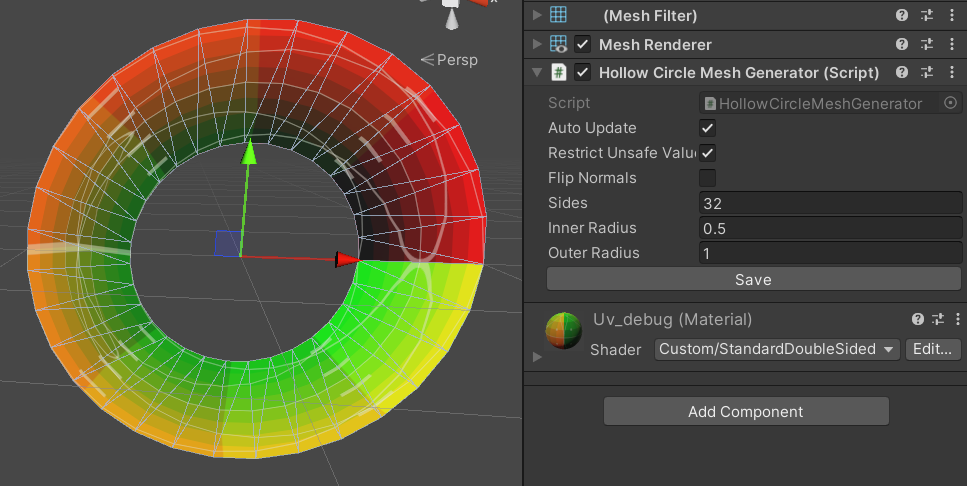 x
Persp
(Mesh Filter)
Mesh Renderer
Hollow Circle Mesh Generator (Script)
Script HollowCircleMeshGenerator
Auto Update
Restrict Unsafe Valu
Flip Normals
Sides 32
Inner Radius 0.5
Outer Radius 1
Save
Uv_debug (Material)
Shader Custom/StandardDoubleSided Edit...
Add Component